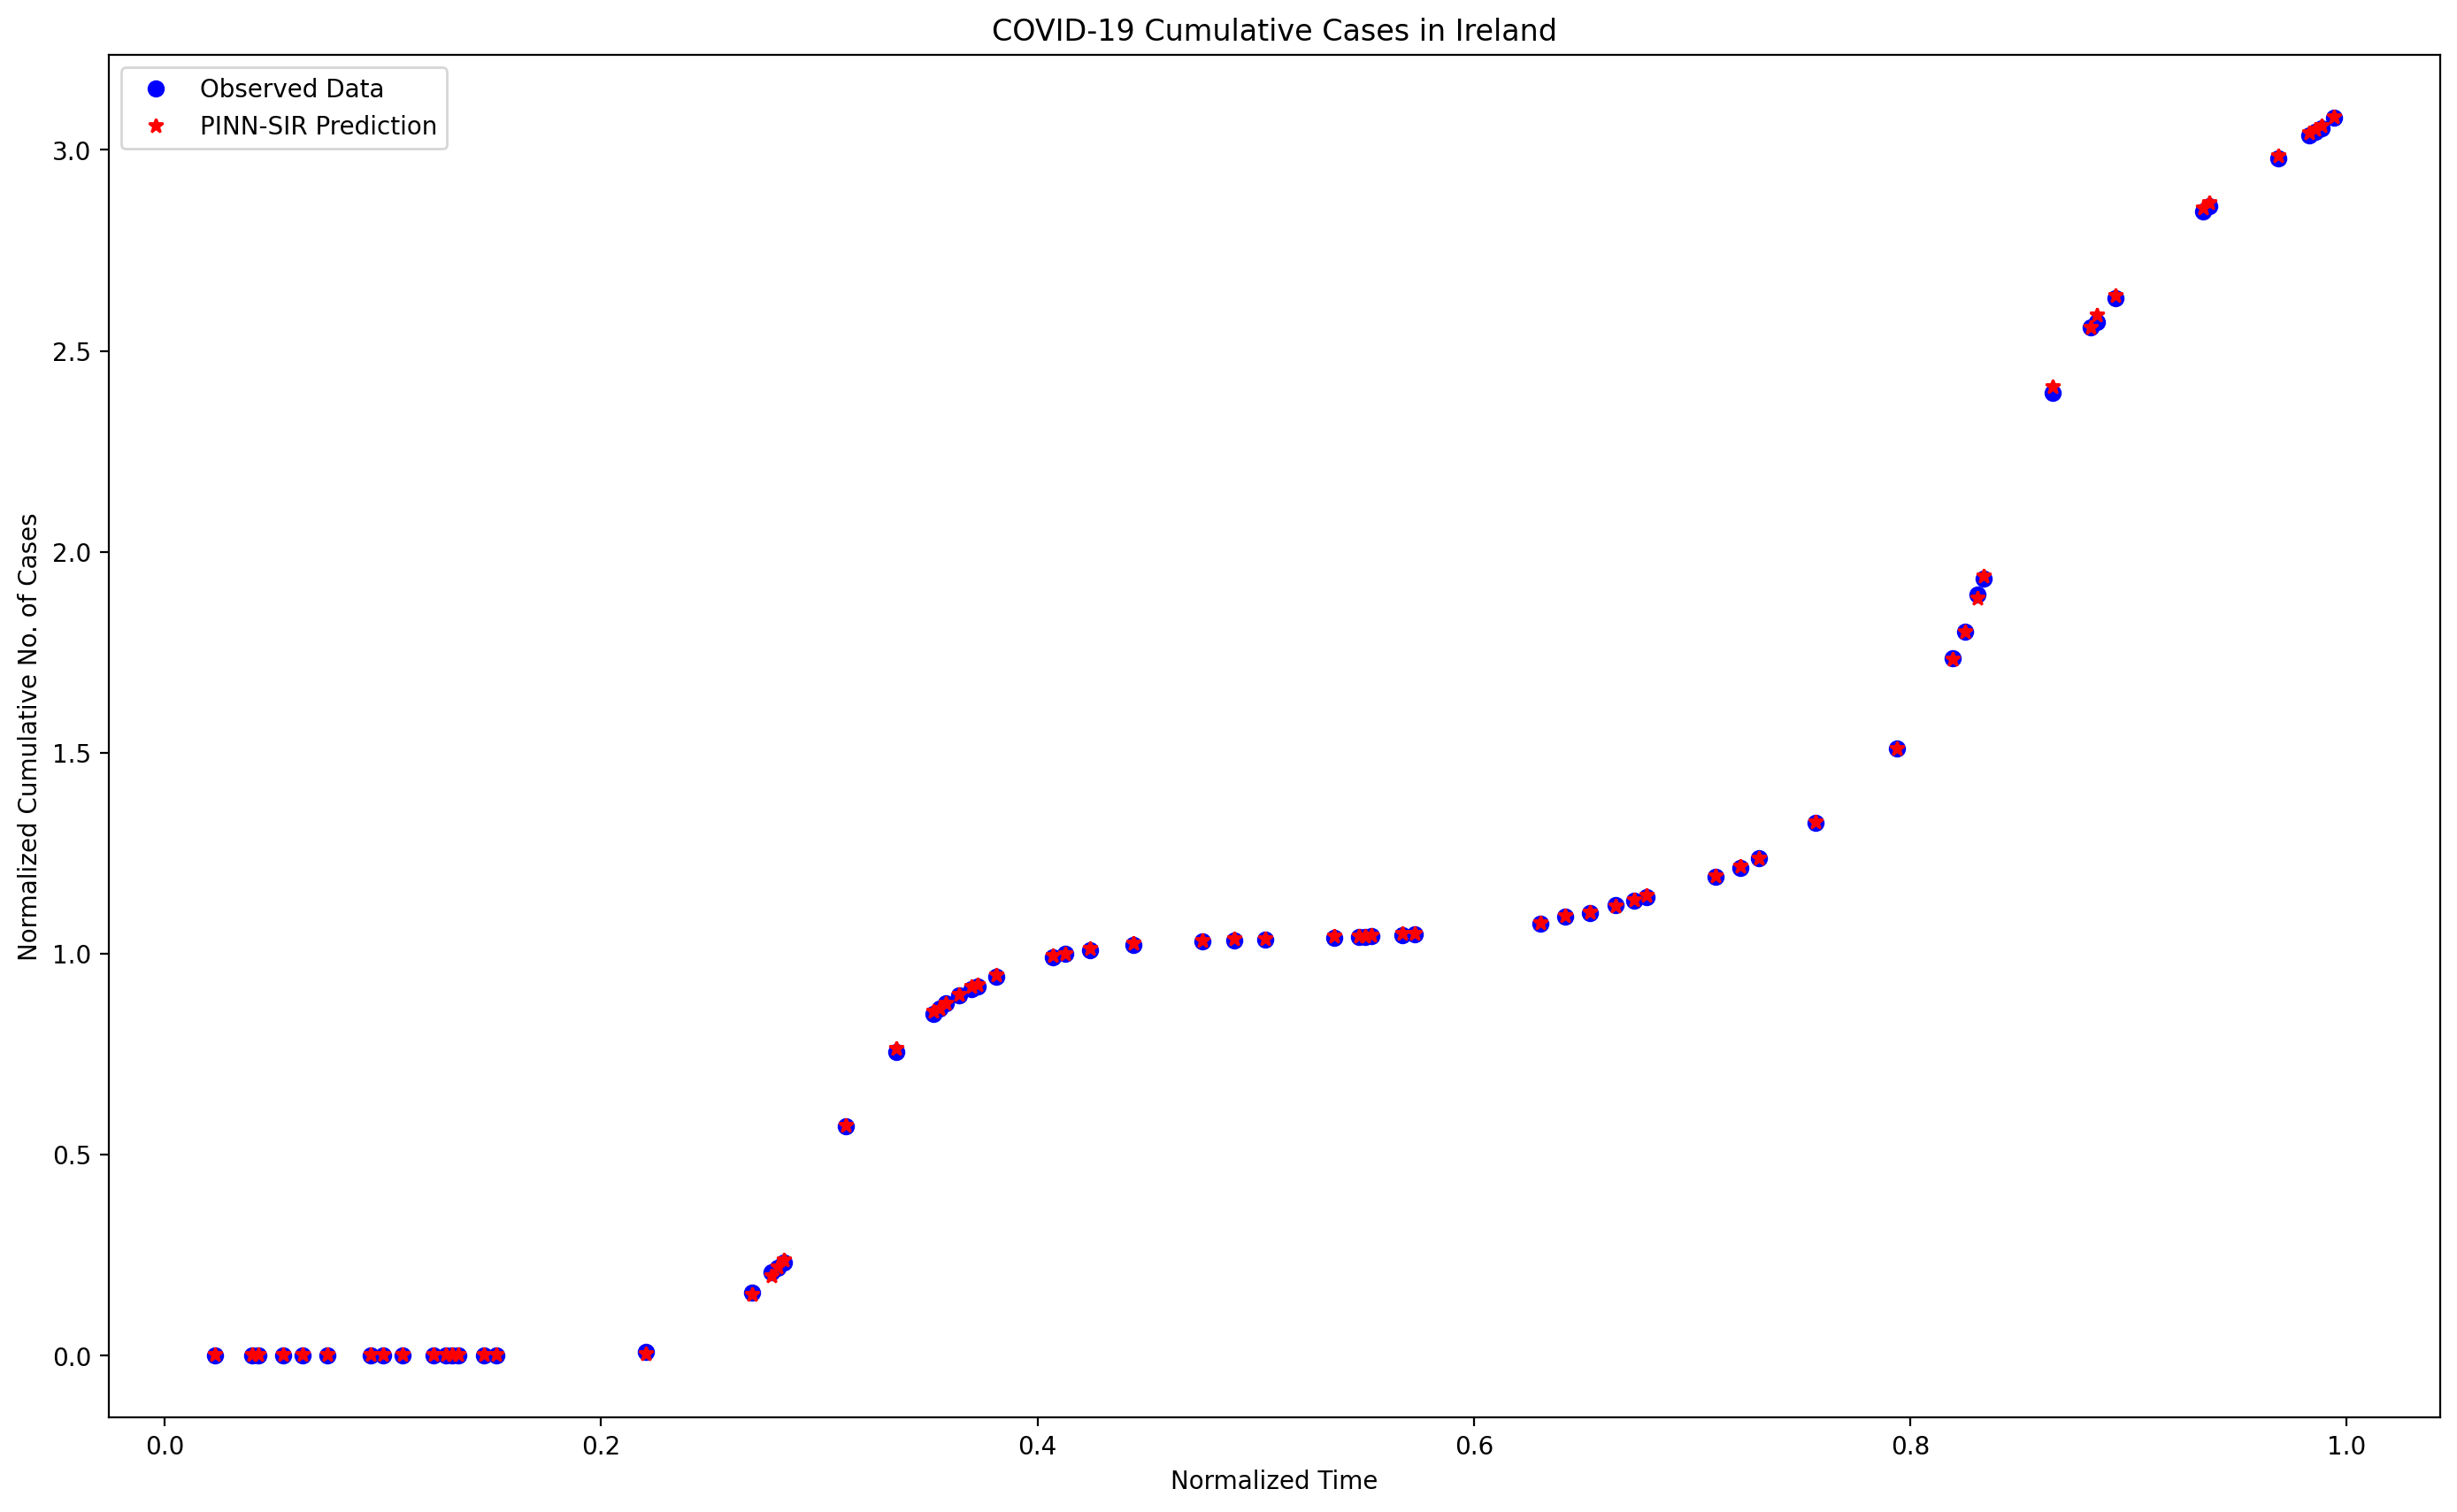 COVID-19 Cumulative Cases in Ireland
Observed Data
PINN-SIR Prediction
Normalized Cumulative No. of Cases
3.0
2.5
2.0
1.5
1.0
0.5
0.0
0.0 0.2 0.4 0.6 0.8 1.0
Normalized Time